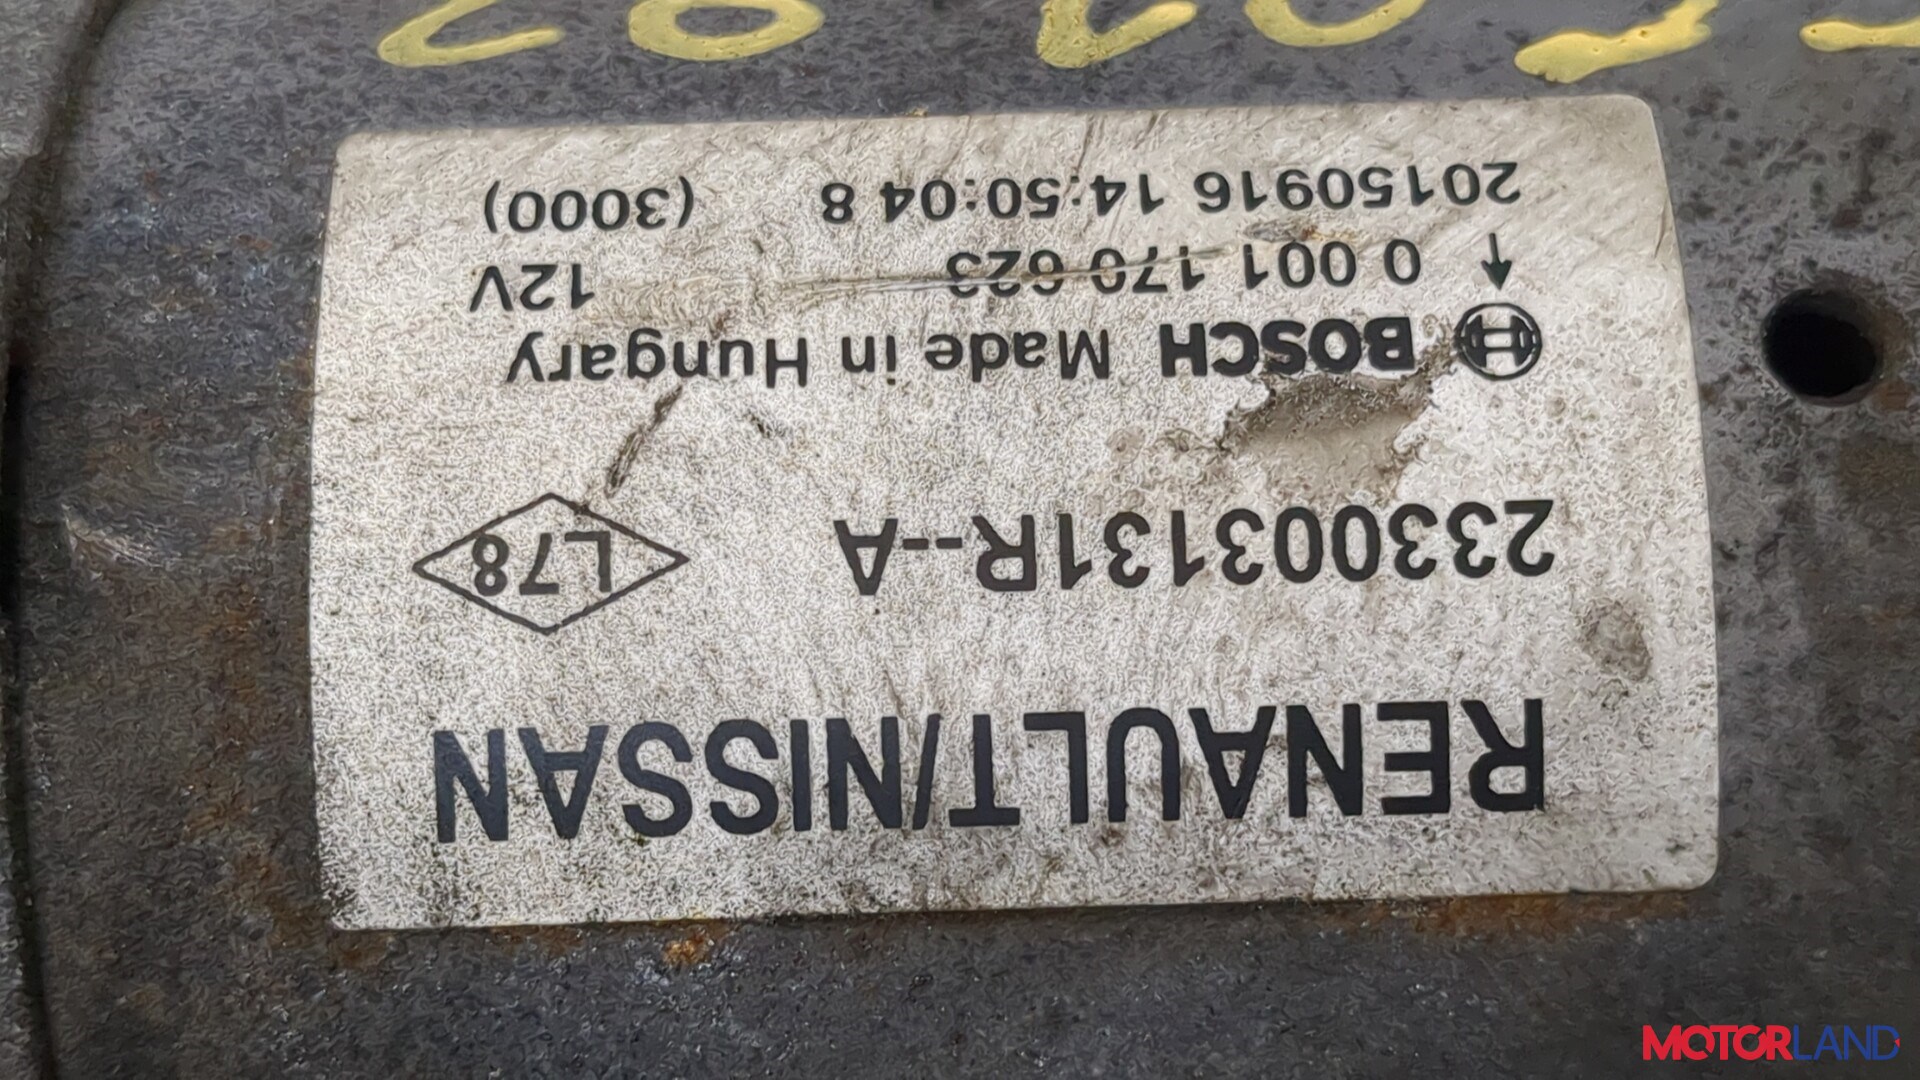 RENAULT/NISSAN
233003131R--A
L78
BOSCH Made in Hungary
0 001 170 623
12V
20150916 14:50:04 8
(3000)
MOTORLAND